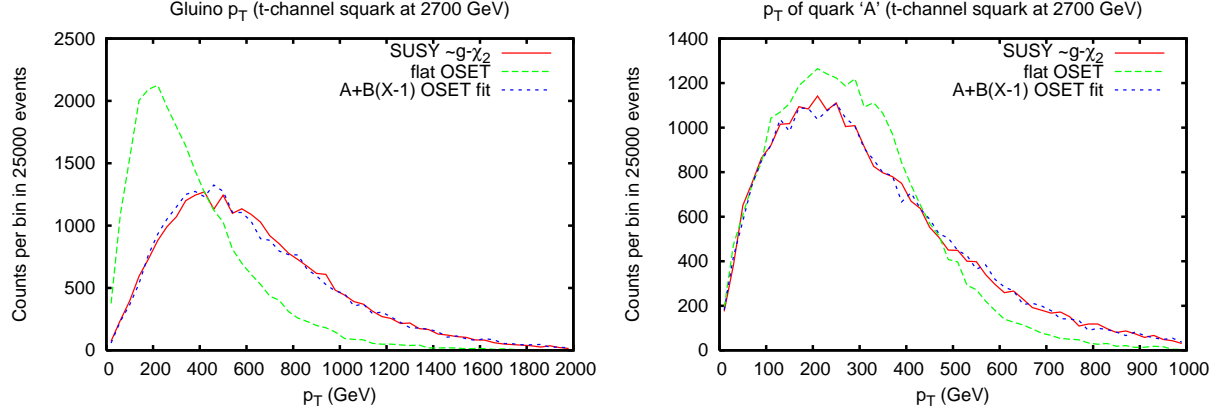 Gluino pT (t-channel squark at 2700 GeV)
2500
2000
1500
1000
500
0
Counts per bin in 25000 events
SUSY ~g-χ2
flat OSET
A+B(X-1) OSET fit
0 200 400 600 800 1000 1200 1400 1600 1800 2000
pT (GeV)
pT of quark ‘A’ (t-channel squark at 2700 GeV)
1400
1200
1000
800
600
400
200
0
Counts per bin in 25000 events
SUSY ~g-χ2
flat OSET
A+B(X-1) OSET fit
0 100 200 300 400 500 600 700 800 900 1000
pT (GeV)